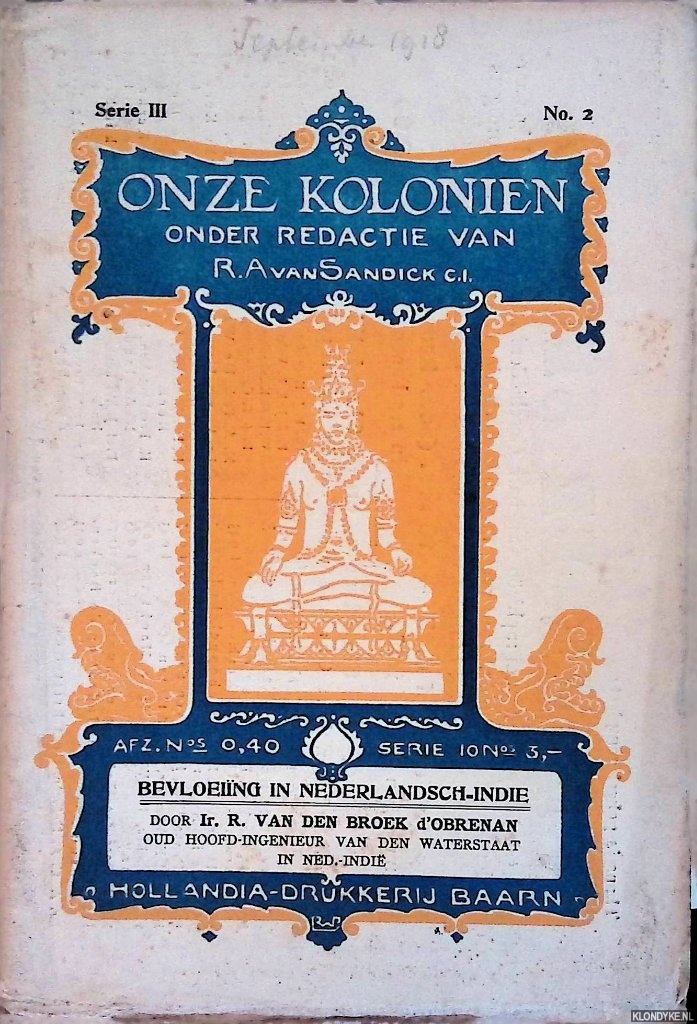 September 1918
Serie III
No. 2
ONZE KOLONIEN
ONDER REDACTIE VAN
R.A VAN SANDICK C.I.
AFZ. Nos 0,40
SERIE 10 Nos 3,–
BEVLOEIING IN NEDERLANDSCH-INDIE
DOOR Ir. R. VAN DEN BROEK d'OBRENAN
OUD HOOFD-INGENIEUR VAN DEN WATERSTAAT
IN NED.-INDIË
HOLLANDIA-DRUKKERIJ BAARN
KLONDYKE.NL